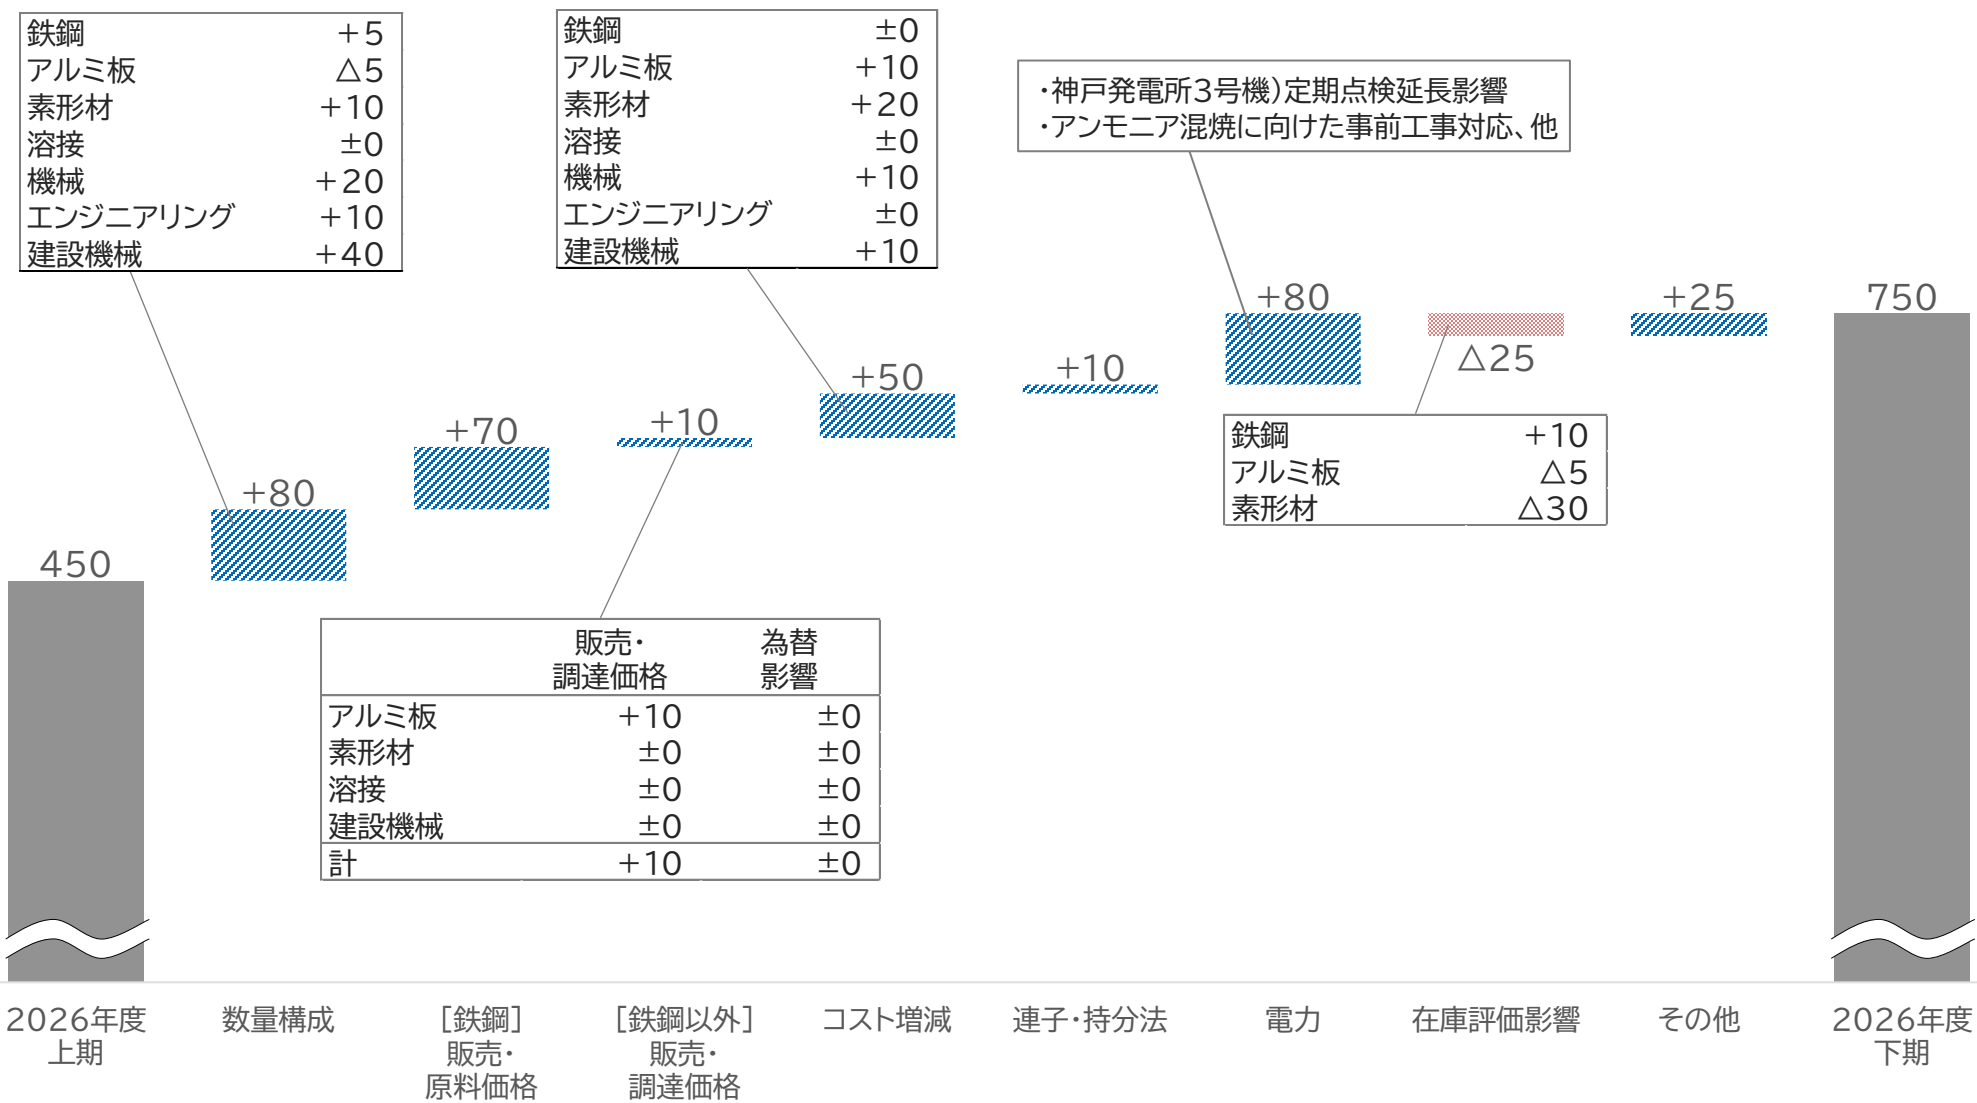 鉄鋼 +5
アルミ板 △5
素形材 +10
溶接 ±0
機械 +20
エンジニアリング +10
建設機械 +40
鉄鋼 ±0
アルミ板 +10
素形材 +20
溶接 ±0
機械 +10
エンジニアリング ±0
建設機械 +10
・神戸発電所3号機)定期点検延長影響
・アンモニア混焼に向けた事前工事対応、他
450
+80
+70
+10
+50
+10
+80
△25
+25
750
鉄鋼 +10
アルミ板 △5
素形材 △30
販売・ 為替
調達価格 影響
アルミ板 +10 ±0
素形材 ±0 ±0
溶接 ±0 ±0
建設機械 ±0 ±0
計 +10 ±0
2026年度
上期
数量構成
[鉄鋼]
販売・
原料価格
[鉄鋼以外]
販売・
調達価格
コスト増減
連子・持分法
電力
在庫評価影響
その他
2026年度
下期